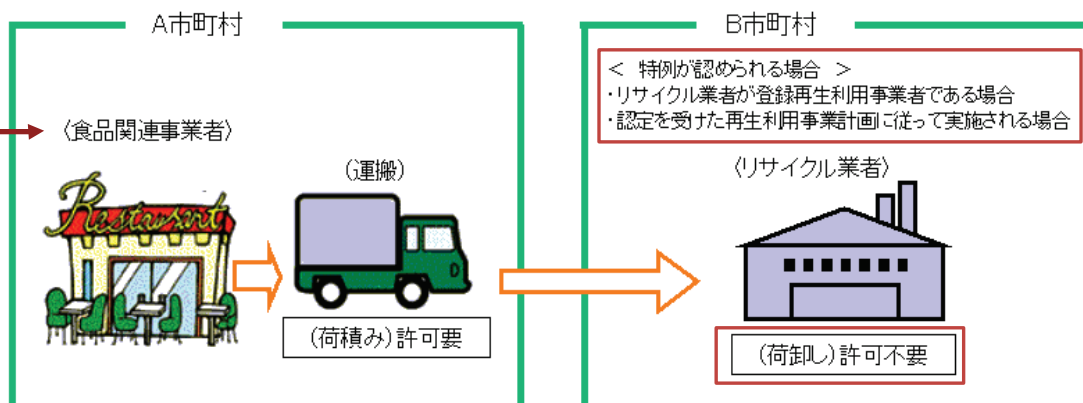 A市町村
B市町村
＜ 特例が認められる場合 ＞
・リサイクル業者が登録再生利用事業者である場合
・認定を受けた再生利用事業計画に従って実施される場合
〈食品関連事業者〉
（運搬）
〈リサイクル業者〉
Restaurant
（荷積み）許可要
（荷卸し）許可不要